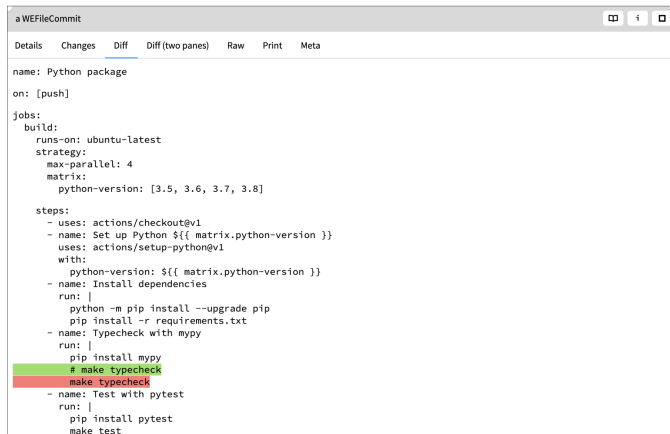 a WEFileCommit
i
Details Changes Diff Diff (two panes) Raw Print Meta
name: Python package
on: [push]
jobs:
  build:
    runs-on: ubuntu-latest
    strategy:
      max-parallel: 4
      matrix:
        python-version: [3.5, 3.6, 3.7, 3.8]
    steps:
      - uses: actions/checkout@v1
      - name: Set up Python ${{ matrix.python-version }}
        uses: actions/setup-python@v1
        with:
          python-version: ${{ matrix.python-version }}
      - name: Install dependencies
        run: |
          python -m pip install --upgrade pip
          pip install -r requirements.txt
      - name: Typecheck with mypy
        run: |
          pip install mypy
          # make typecheck
          make typecheck
      - name: Test with pytest
        run: |
          pip install pytest
          make test